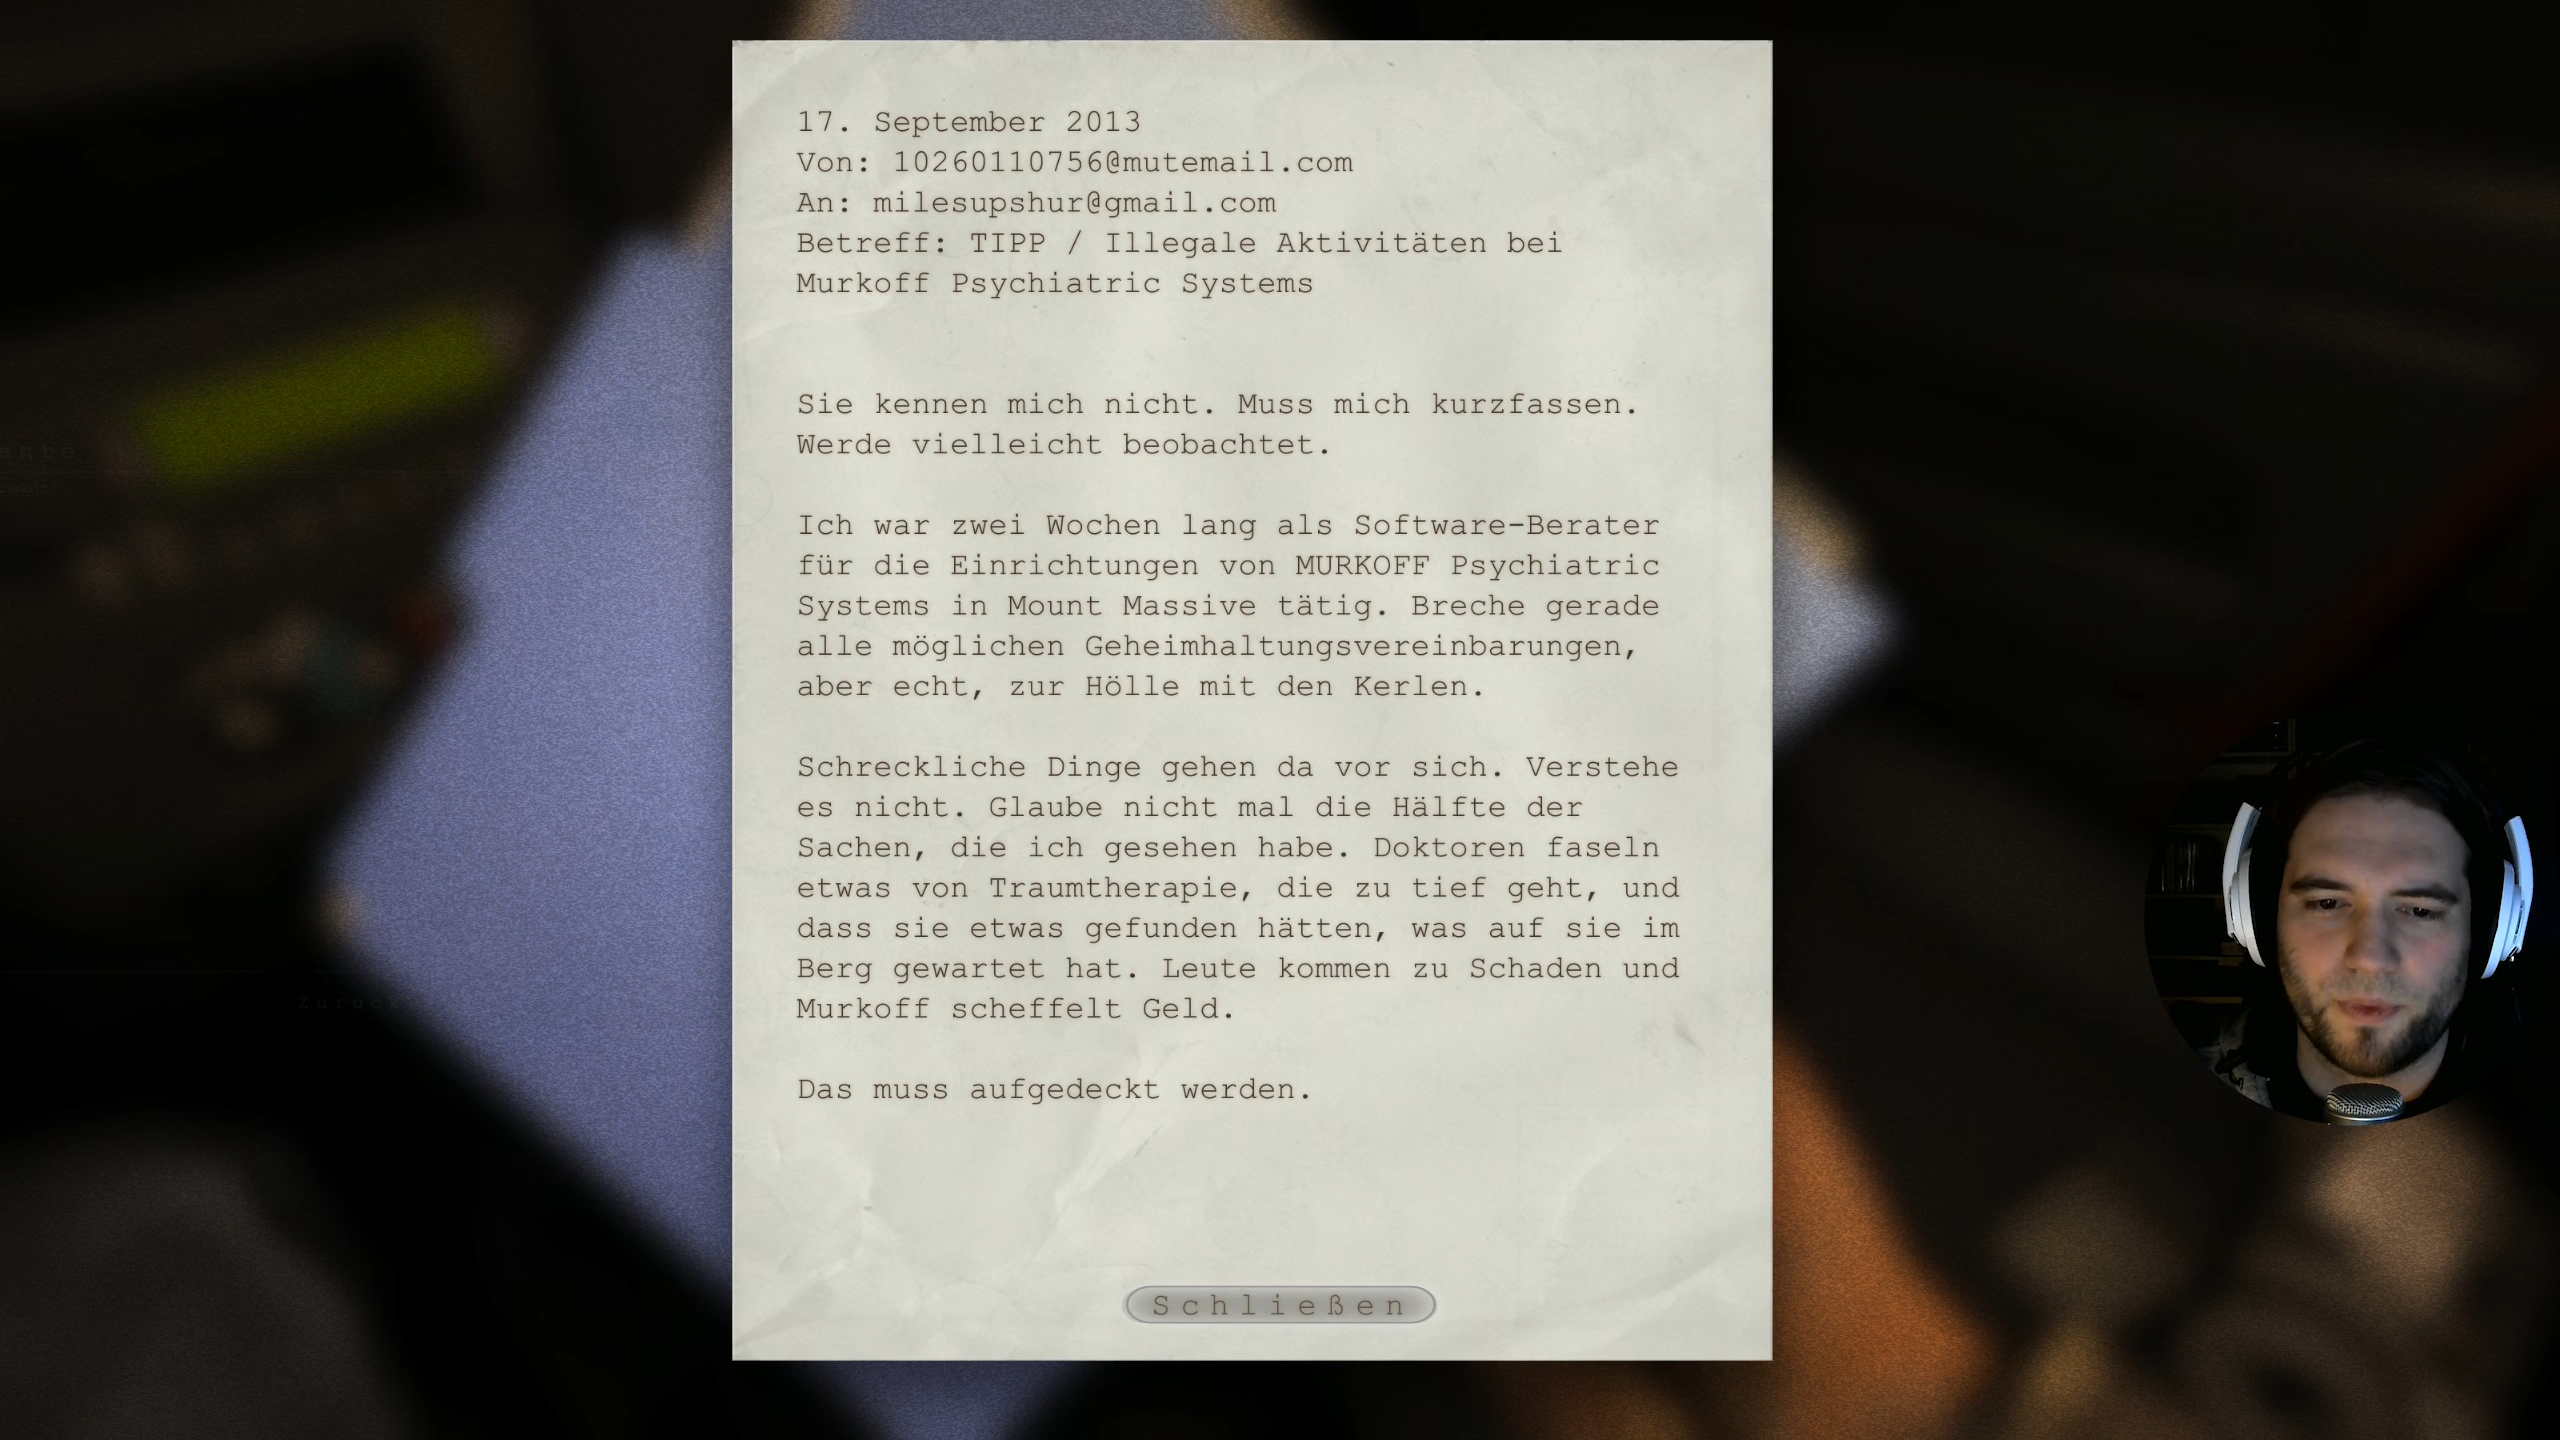 17. September 2013
Von: 10260110756@mutemail.com
An: milesupshur@gmail.com
Betreff: TIPP / Illegale Aktivitäten bei
Murkoff Psychiatric Systems
Sie kennen mich nicht. Muss mich kurzfassen.
Werde vielleicht beobachtet.
Ich war zwei Wochen lang als Software-Berater
für die Einrichtungen von MURKOFF Psychiatric
Systems in Mount Massive tätig. Breche gerade
alle möglichen Geheimhaltungsvereinbarungen,
aber echt, zur Hölle mit den Kerlen.
Schreckliche Dinge gehen da vor sich. Verstehe
es nicht. Glaube nicht mal die Hälfte der
Sachen, die ich gesehen habe. Doktoren faseln
etwas von Traumtherapie, die zu tief geht, und
dass sie etwas gefunden hätten, was auf sie im
Berg gewartet hat. Leute kommen zu Schaden und
Murkoff scheffelt Geld.
Das muss aufgedeckt werden.
Zurück
Schließen